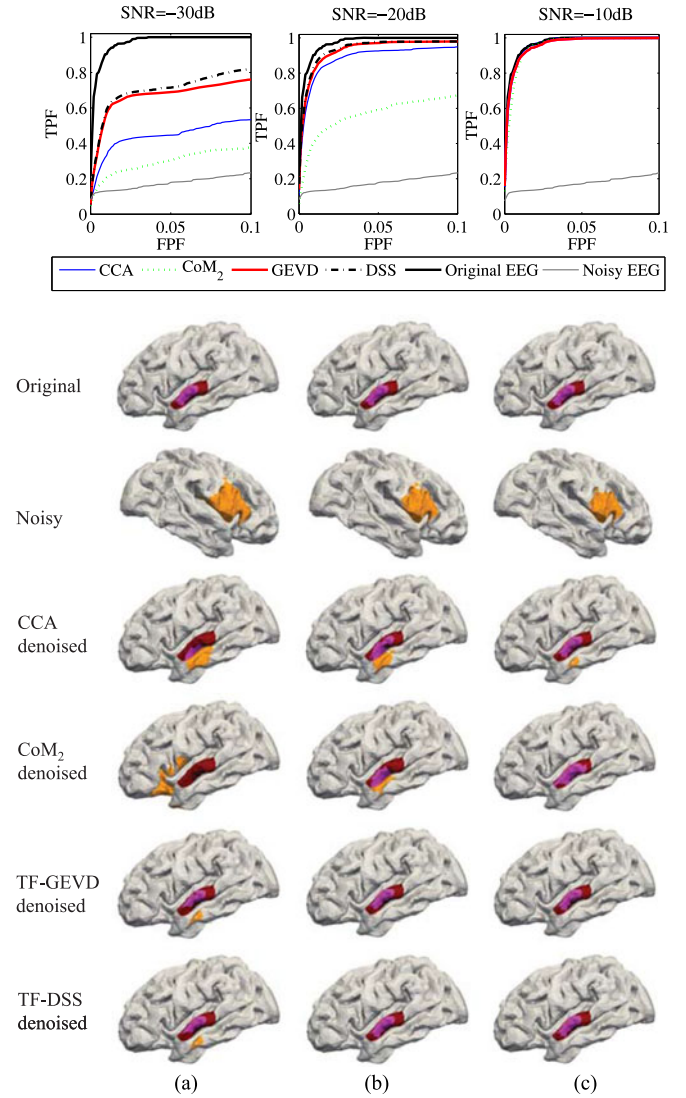 SNR=−30dB
SNR=−20dB
SNR=−10dB
1
0.8
0.6
0.4
0.2
0
TPF
0
0.05
0.1
FPF
1
0.8
0.6
0.4
0.2
0
TPF
0
0.05
0.1
FPF
1
0.8
0.6
0.4
0.2
0
TPF
0
0.05
0.1
FPF
CCA CoM₂ GEVD DSS Original EEG Noisy EEG
Original
Noisy
CCA
denoised
CoM₂
denoised
TF-GEVD
denoised
TF-DSS
denoised
(a) (b) (c)